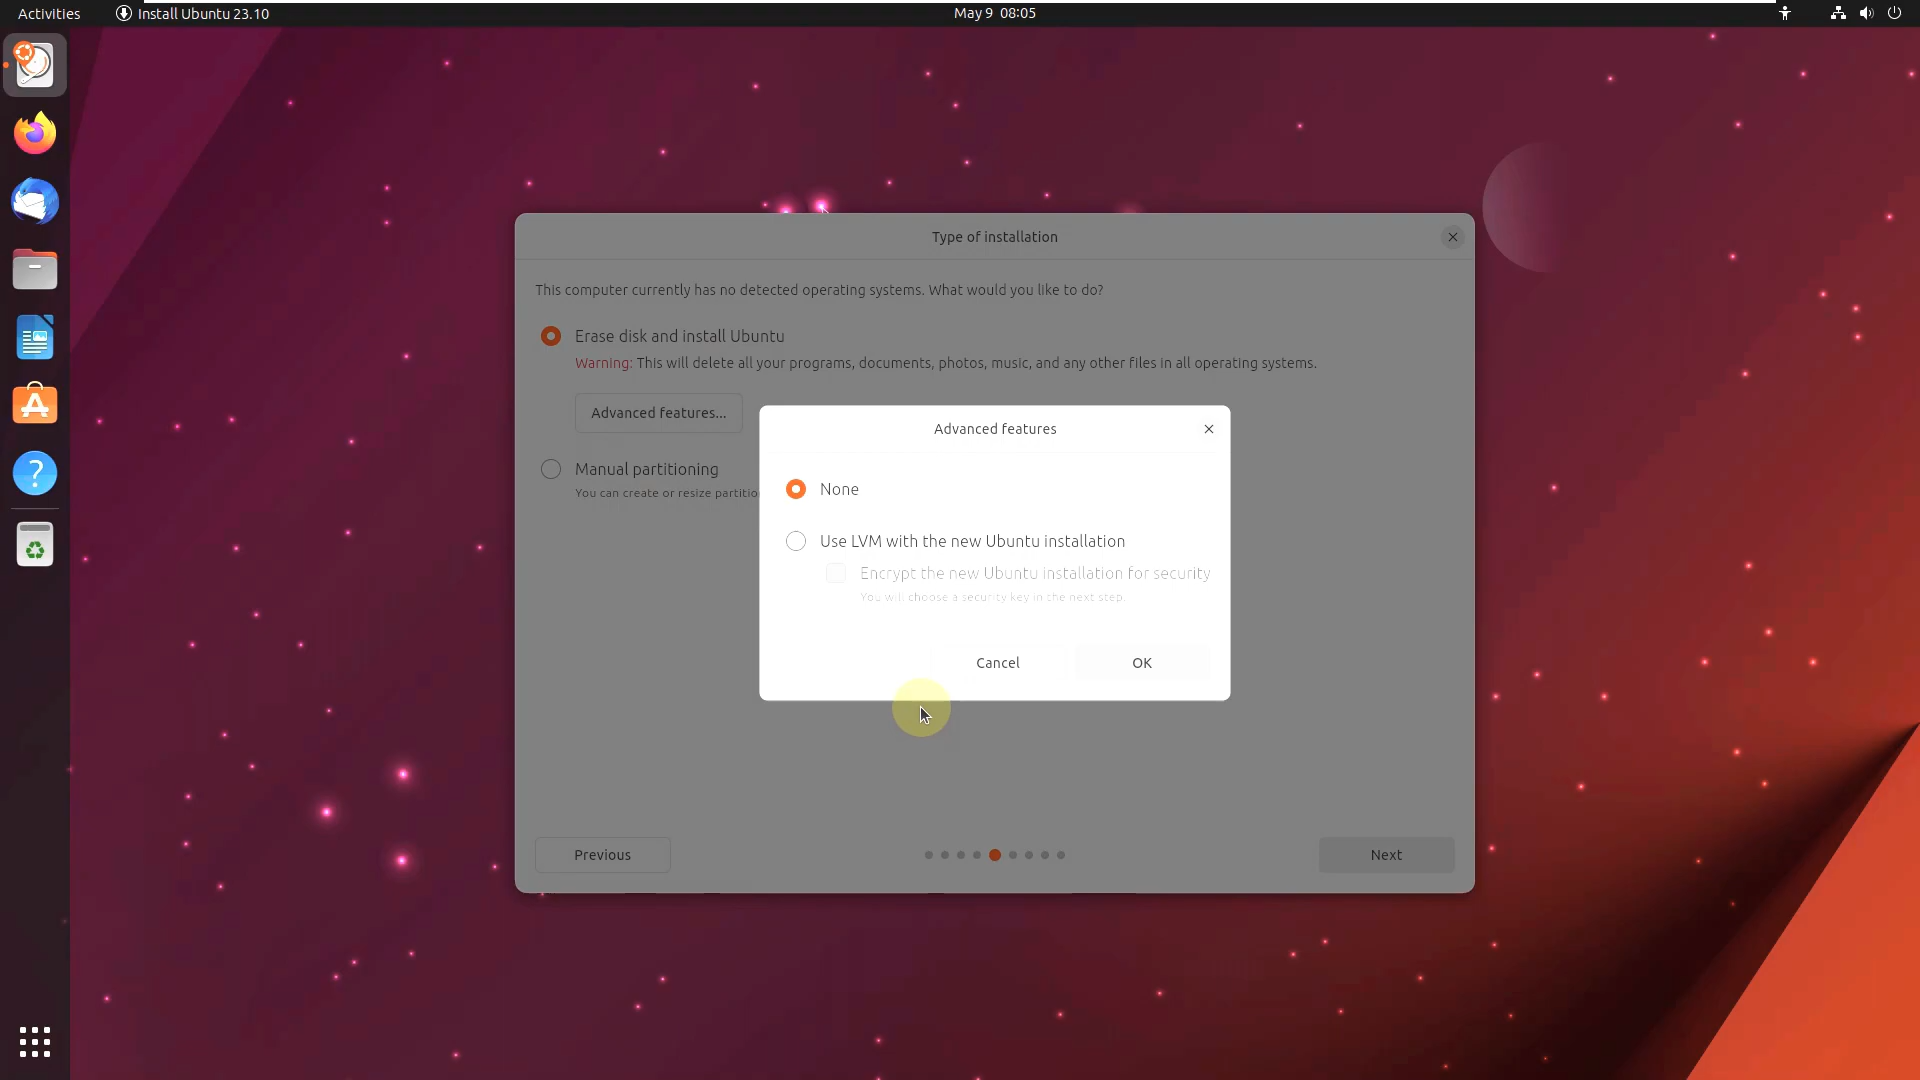 Activities
Install Ubuntu 23.10
May 9 08:05
Type of installation
This computer currently has no detected operating systems. What would you like to do?
Erase disk and install Ubuntu
Warning: This will delete all your programs, documents, photos, music, and any other files in all operating systems.
Advanced features...
Manual partitioning
You can create or resize partitio
Advanced features
None
Use LVM with the new Ubuntu installation
Encrypt the new Ubuntu installation for security
You will choose a security key in the next step.
Cancel
OK
Previous
Next